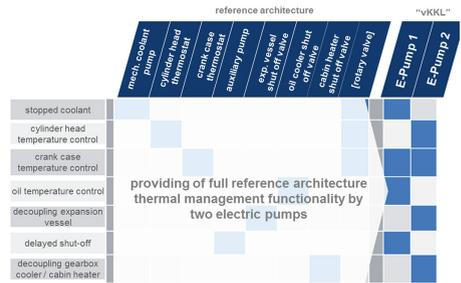 reference architecture
"vKKL"
mech. coolant
pump
cylinder head
thermostat
crank case
thermostat
auxiliary pump
exp. vessel
shut off valve
oil cooler shut
off valve
cabin heater
shut off valve
[rotary valve]
E-Pump 1
E-Pump 2
stopped coolant
cylinder head
temperature control
crank case
temperature control
oil temperature control
decoupling expansion
vessel
delayed shut-off
decoupling gearbox
cooler / cabin heater
providing of full reference architecture
thermal management functionality by
two electric pumps